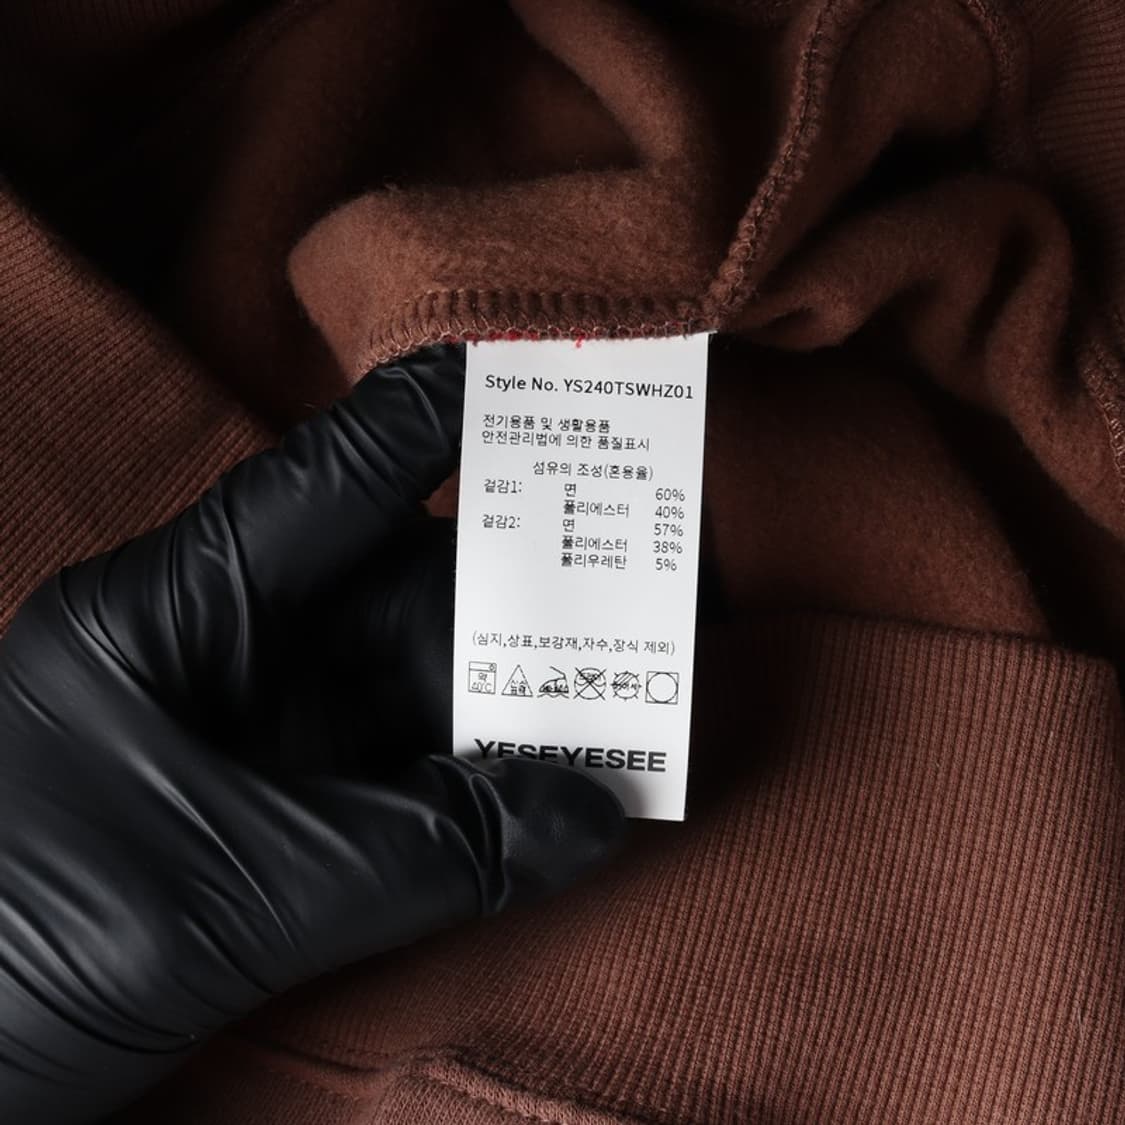 Style No. YS240TSWHZ01
전기용품 및 생활용품
안전관리법에 의한 품질표시
섬유의 조성(혼용율)
겉감1: 면 60%
폴리에스터 40%
겉감2: 면 57%
폴리에스터 38%
폴리우레탄 5%
(심지,상표,보강재,자수,장식 제외)
약
40℃
YESEYESEE